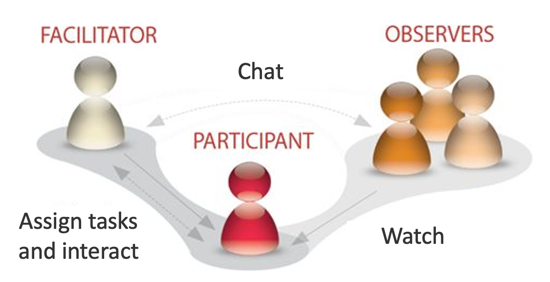 FACILITATOR
OBSERVERS
Chat
PARTICIPANT
Assign tasks
and interact
Watch